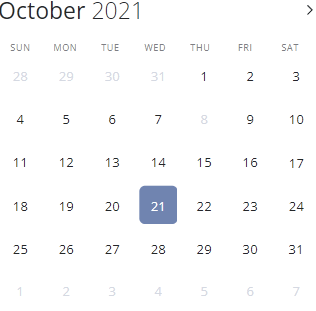 October 2021
SUN MON TUE WED THU FRI SAT
28 29 30 31 1 2 3
4 5 6 7 8 9 10
11 12 13 14 15 16 17
18 19 20 21 22 23 24
25 26 27 28 29 30 31
1 2 3 4 5 6 7